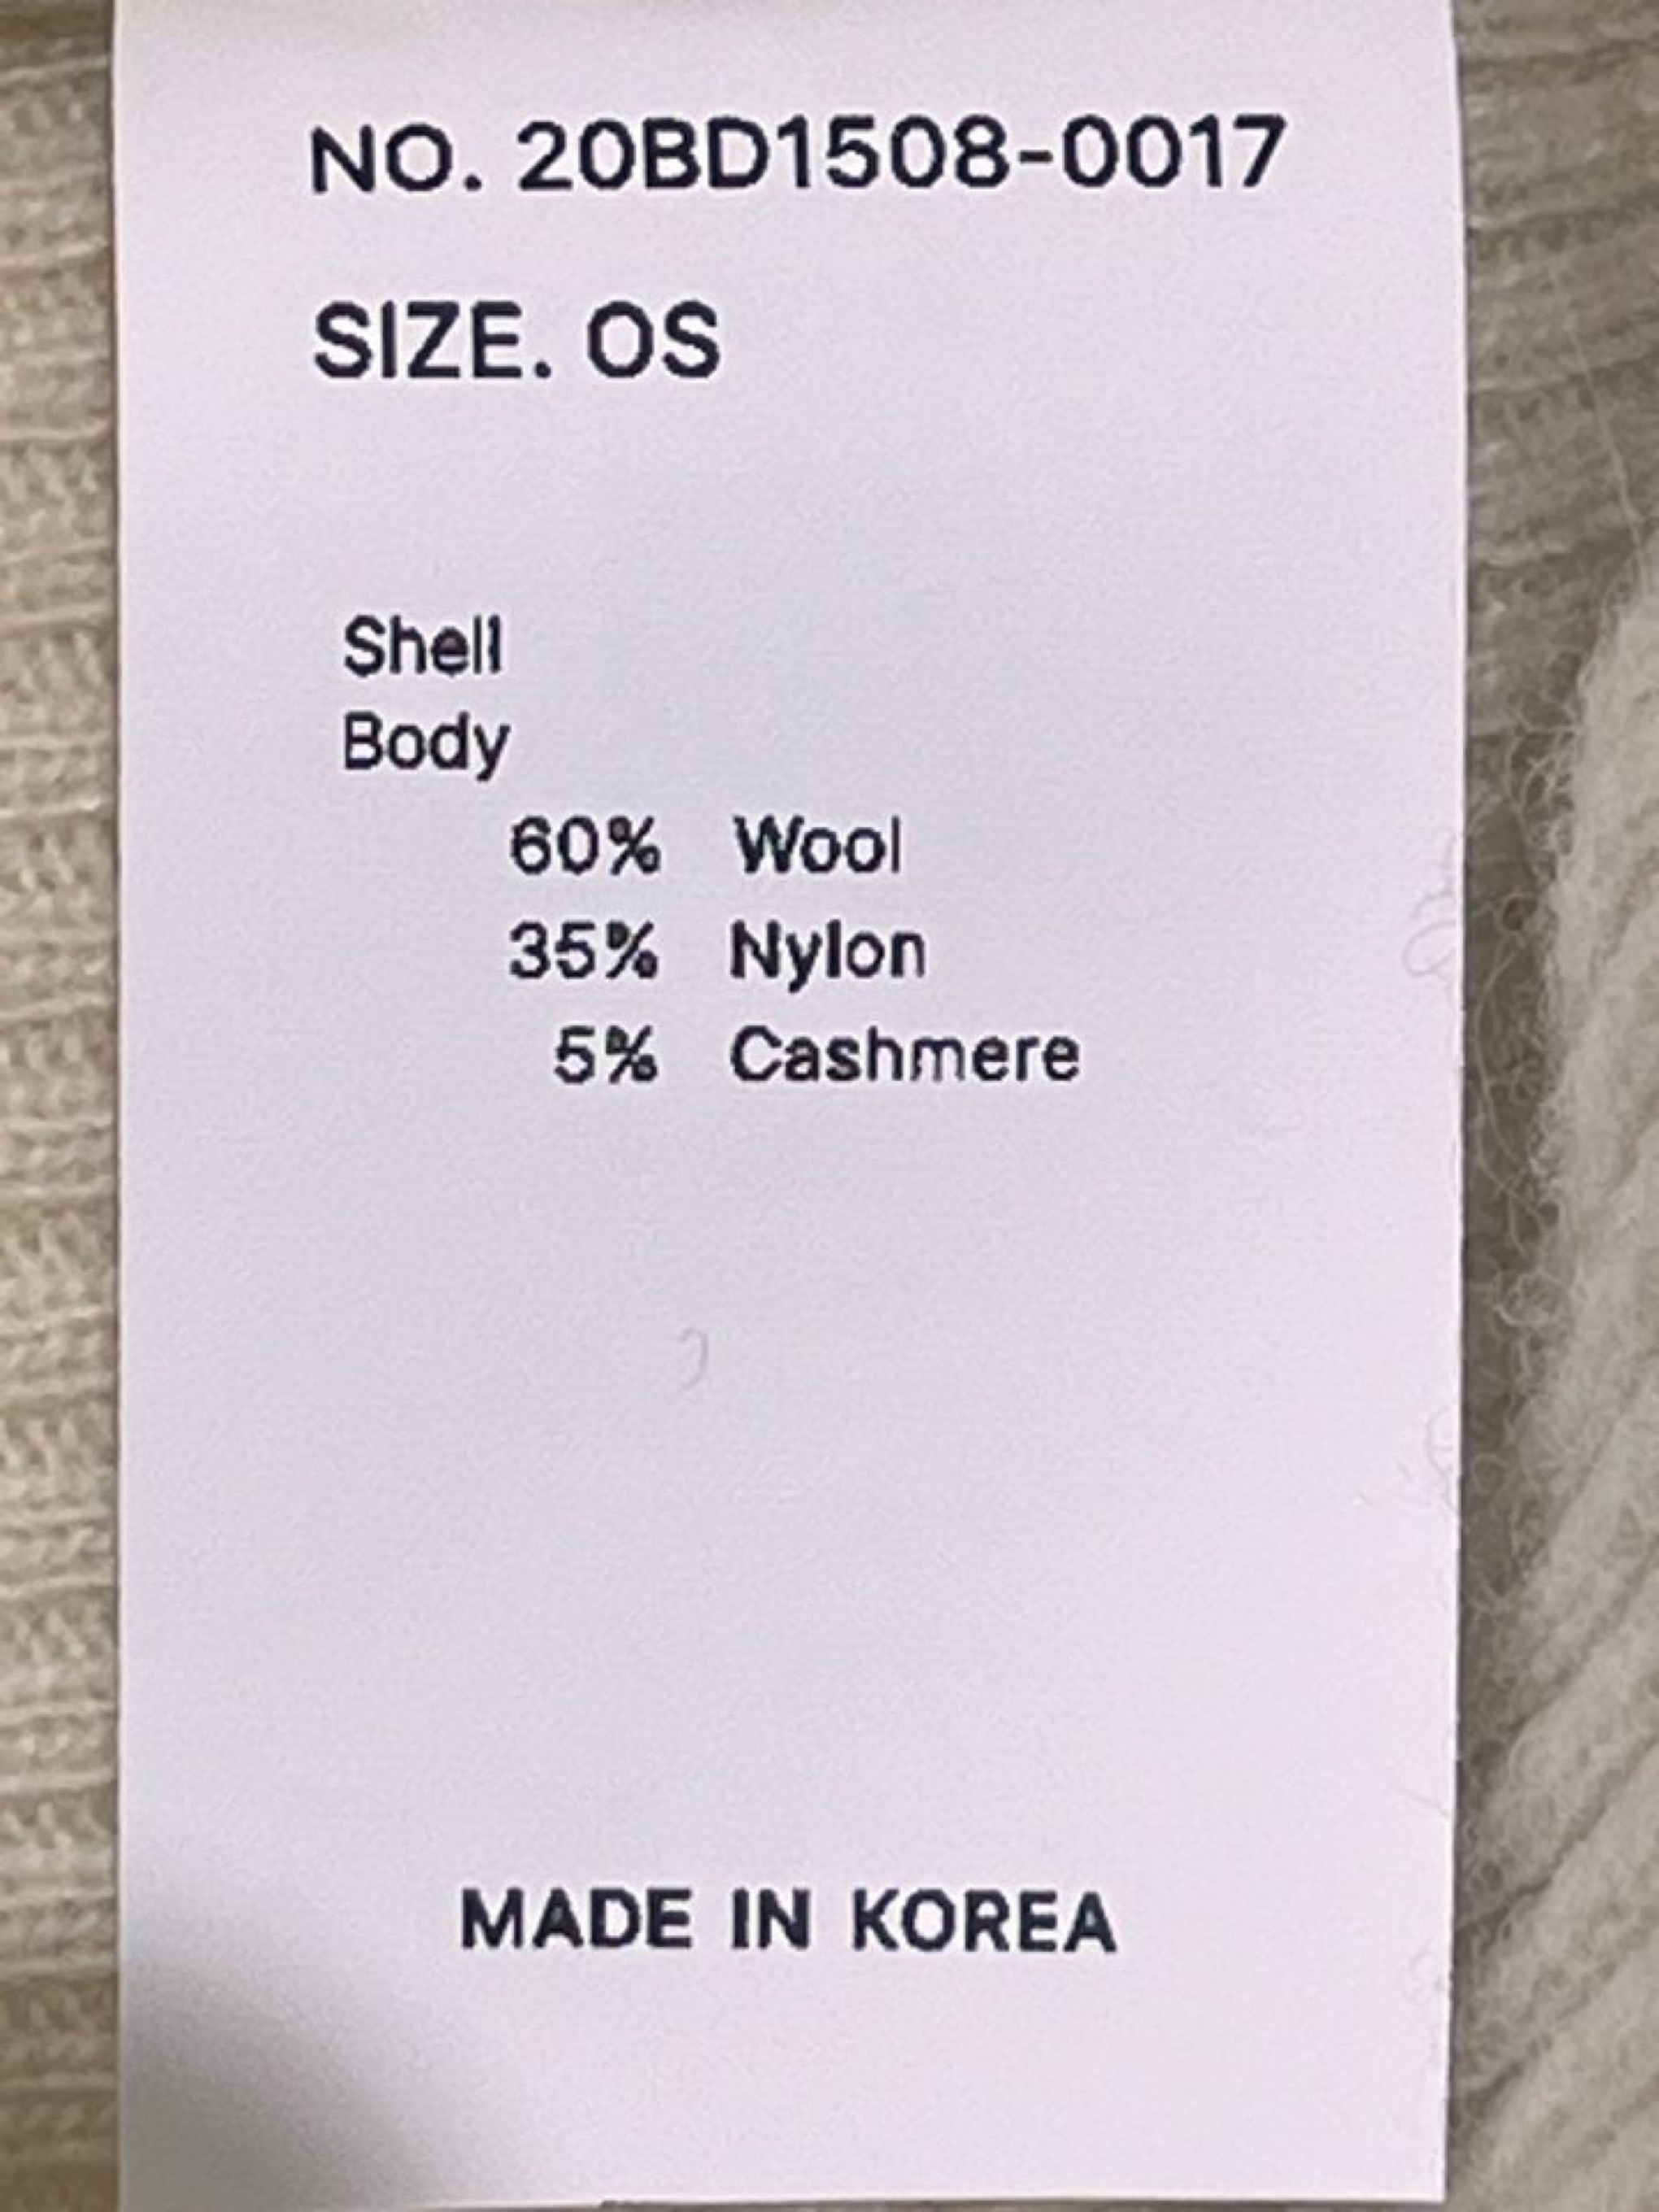 NO. 20BD1508-0017
SIZE. OS
Shell
Body
60% Wool
35% Nylon
5% Cashmere
MADE IN KOREA